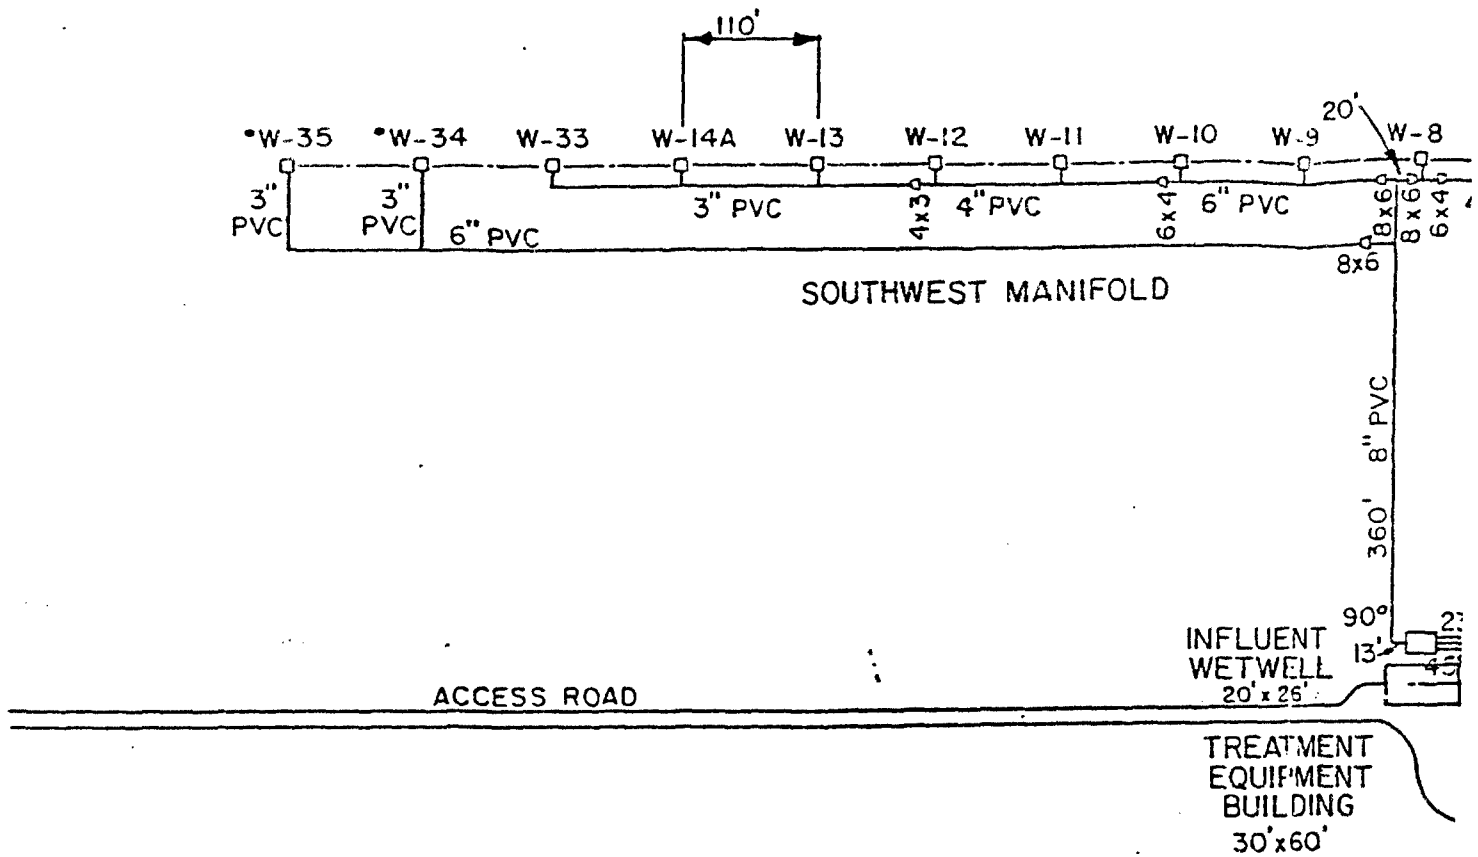 110'
20'
•W-35
•W-34
W-33
W-14A
W-13
W-12
W-11
W-10
W-9
W-8
3"
PVC
3"
PVC
6" PVC
3" PVC
4x3
4" PVC
6x4
6" PVC
8x6
8x6
6x4
8x6
SOUTHWEST MANIFOLD
360' 8" PVC
90°
13'
INFLUENT
WETWELL
20'x26'
ACCESS ROAD
TREATMENT
EQUIPMENT
BUILDING
30'x60'